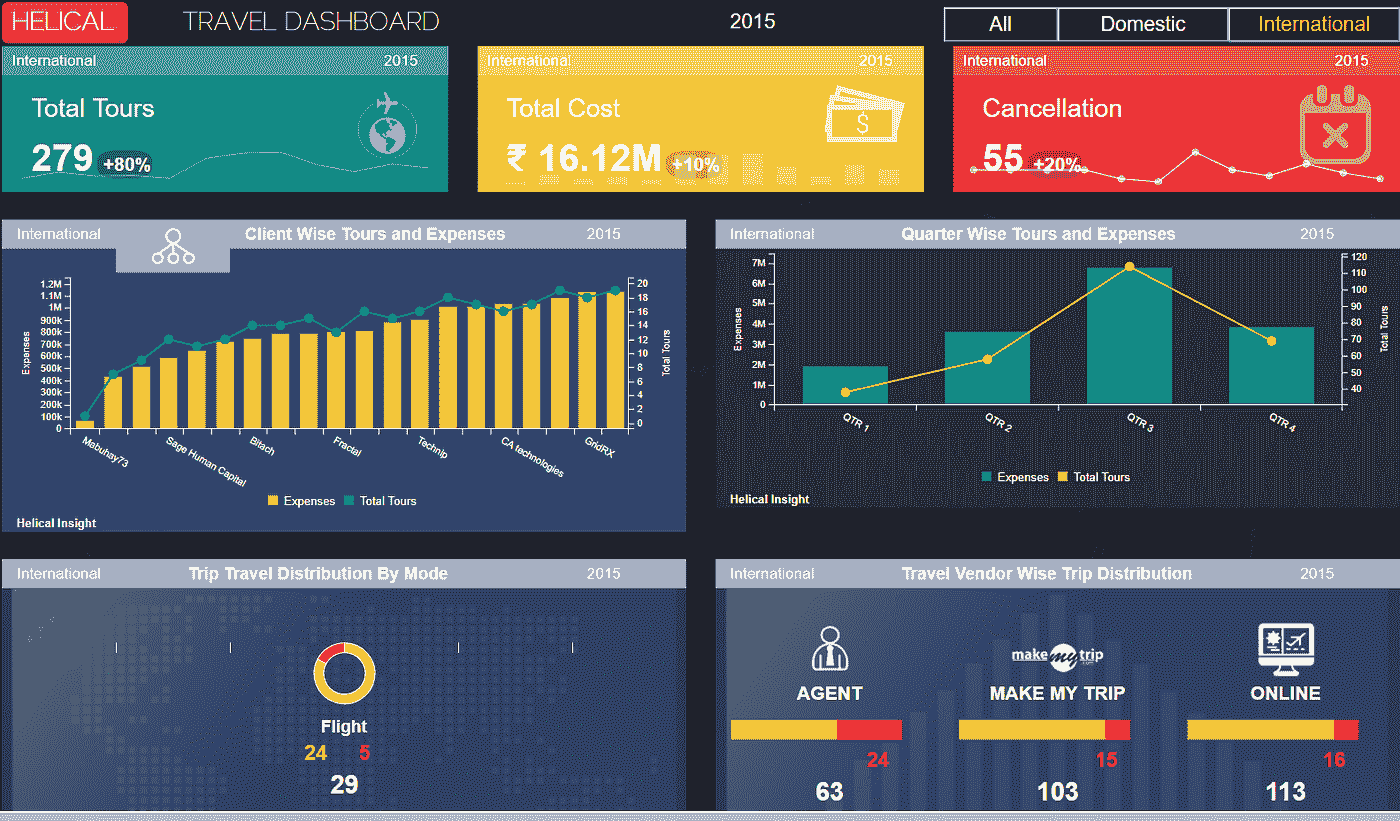 HELICAL TRAVEL DASHBOARD 2015 All Domestic International
International 2015
Total Tours
279 +80%
International 2015
Total Cost
$
₹ 16.12M +10%
International 2015
Cancellation
55 +20%
International Client Wise Tours and Expenses 2015
1.2M
1.1M
1M
900k
800k
700k
600k
500k
400k
300k
200k
100k
0
Expenses
20
18
16
14
12
10
8
6
4
2
0
Total Tours
Mabuhay73 Sage Human Capital Bitach Fractal Technip CA technologies GridRX
Expenses Total Tours
Helical Insight
International Quarter Wise Tours and Expenses 2015
7M
6M
5M
4M
3M
2M
1M
0
Expenses
120
110
100
90
80
70
60
50
40
Total Tours
QTR 1 QTR 2 QTR 3 QTR 4
Expenses Total Tours
Helical Insight
International Trip Travel Distribution By Mode 2015
Flight
24 5
29
International Travel Vendor Wise Trip Distribution 2015
make my trip
.com
AGENT MAKE MY TRIP ONLINE
24 15 16
63 103 113